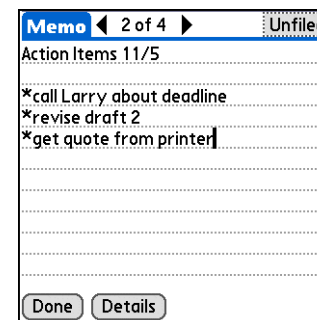 Memo 2 of 4 Unfile
Action Items 11/5
*call Larry about deadline
*revise draft 2
*get quote from printer
Done Details